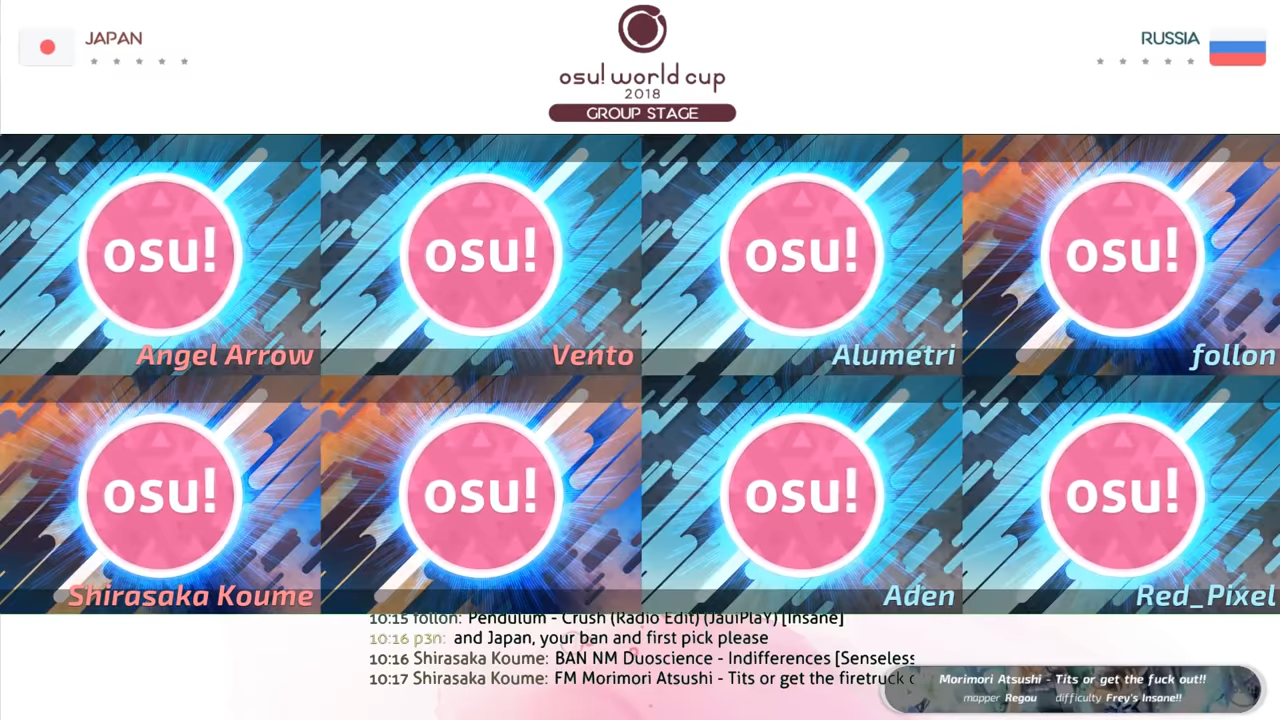 JAPAN
RUSSIA
osu! world cup
2018
GROUP STAGE
osu!
osu!
osu!
osu!
Angel Arrow
Vento
Alumetri
follon
osu!
osu!
osu!
osu!
Shirasaka Koume
Aden
Red_Pixel
10:15 follon: Pendulum - Crush (Radio Edit) (JauiPlaY) [Insane]
10:16 p3n: and Japan, your ban and first pick please
10:16 Shirasaka Koume: BAN NM Duoscience - Indifferences [Senseless
10:17 Shirasaka Koume: FM Morimori Atsushi - Tits or get the firetruck
Morimori Atsushi - Tits or get the fuck out!!
mapper Regou difficulty Frey's Insane!!